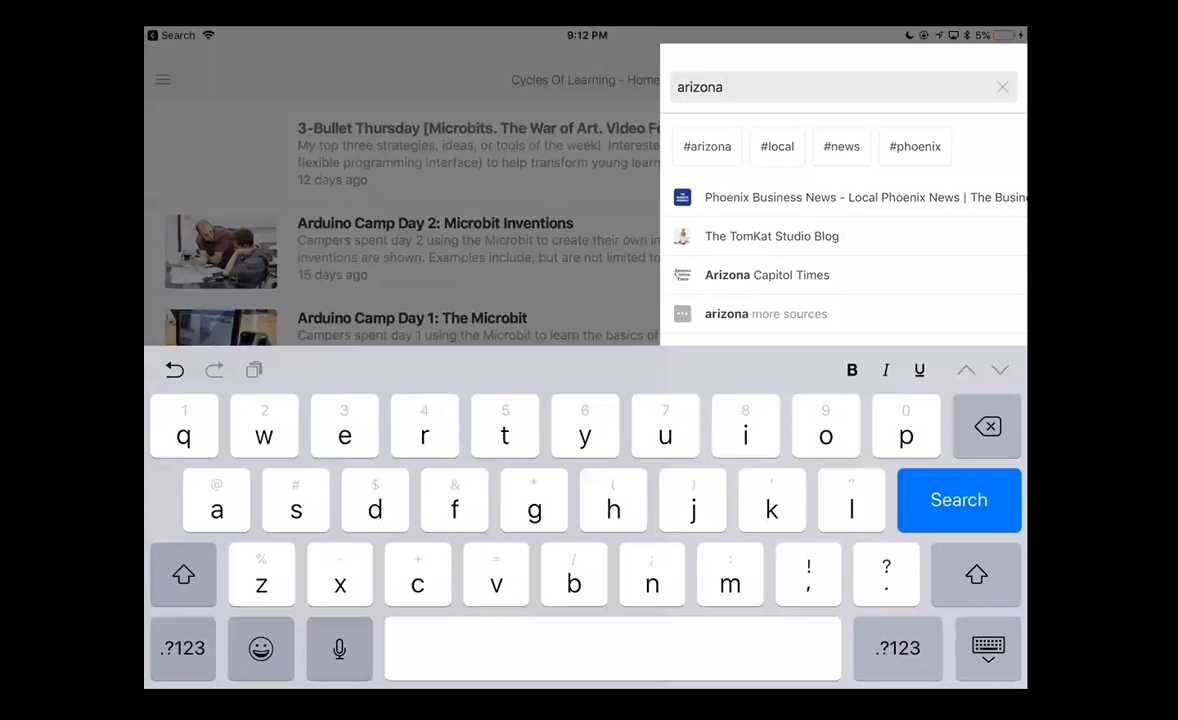 Search
9:12 PM
5%
Cycles Of Learning - Home
arizona
#arizona
#local
#news
#phoenix
3-Bullet Thursday [Microbits. The War of Art. Video Fe
My top three strategies, ideas, or tools of the week! Intereste
flexible programming interface) to help transform young learn
12 days ago
Arduino Camp Day 2: Microbit Inventions
Campers spent day 2 using the Microbit to create their own in
inventions are shown. Examples include, but are not limited to
15 days ago
Arduino Camp Day 1: The Microbit
Campers spent day 1 using the Microbit to learn the basics of
Phoenix Business News - Local Phoenix News | The Busin
The TomKat Studio Blog
Arizona Capitol Times
arizona more sources
B I U
1 2 3 4 5 6 7 8 9 0
q w e r t y u i o p
@ # $ & * ( ) ' "
a s d f g h j k l
Search
% - + = / ; : ! ?
z x c v b n m , .
.?123
.?123